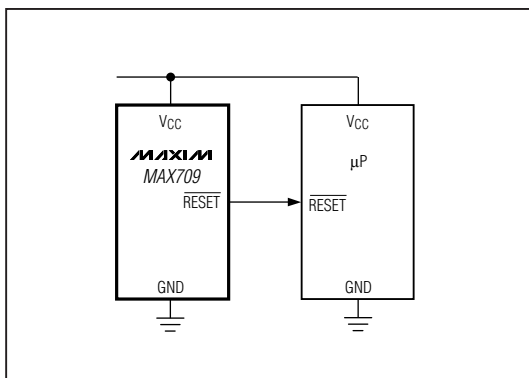 VCC
VCC
MAXIM
MAX709
μP
RESET
RESET
GND
GND